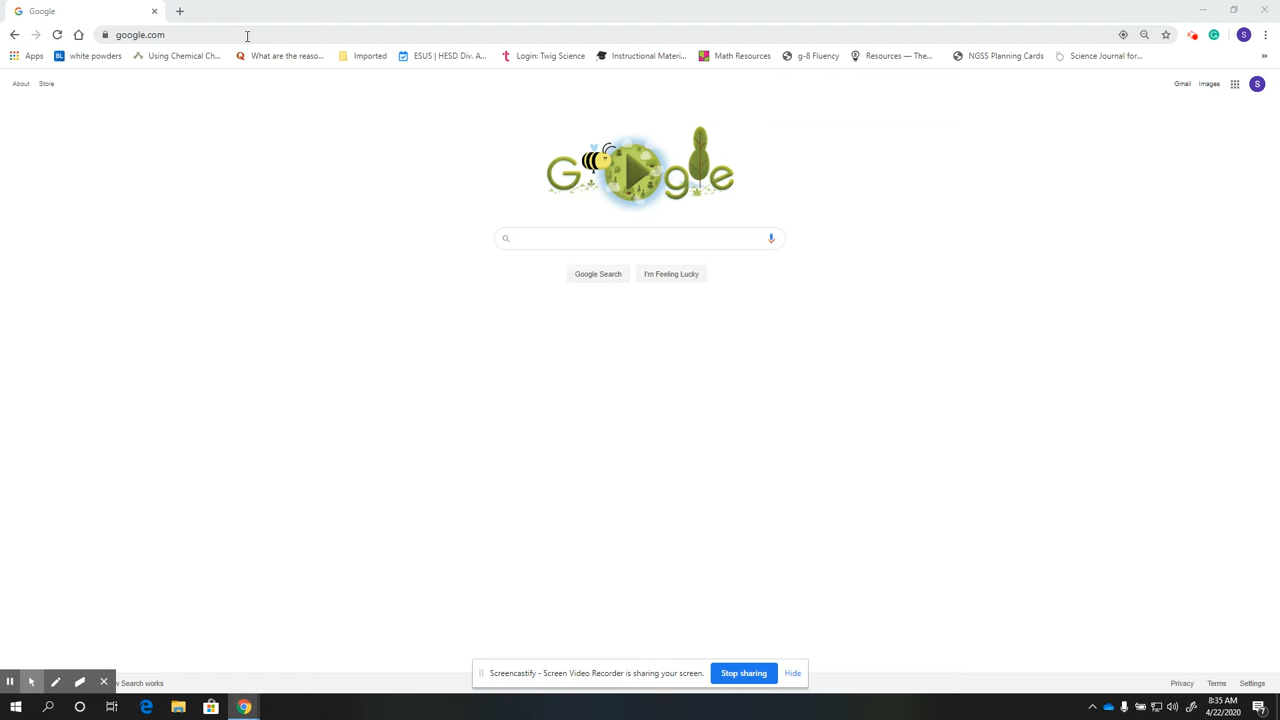 Google
google.com
Apps BL white powders Using Chemical Ch... Q What are the reaso... Imported ESUS | HESD Div. A... t Login: Twig Science Instructional Materi... Math Resources g-8 Fluency Resources — The... NGSS Planning Cards Science Journal for... »
About Store Gmail Images S
G gle
Google Search I'm Feeling Lucky
Screencastify - Screen Video Recorder is sharing your screen. Stop sharing Hide
Search works Privacy Terms Settings
8:35 AM
4/22/2020